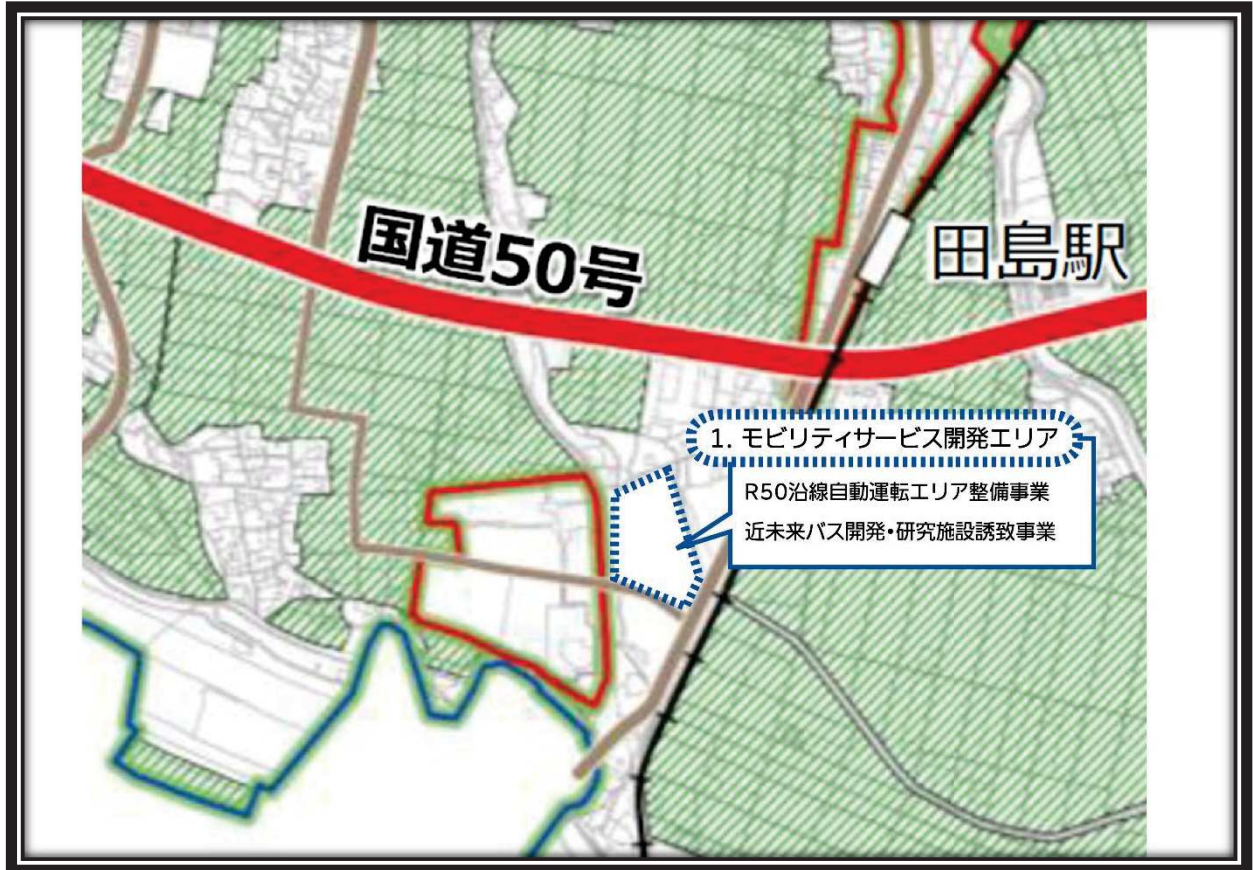 国道50号
田島駅
1. モビリティサービス開発エリア
R50沿線自動運転エリア整備事業
近未来バス開発・研究施設誘致事業